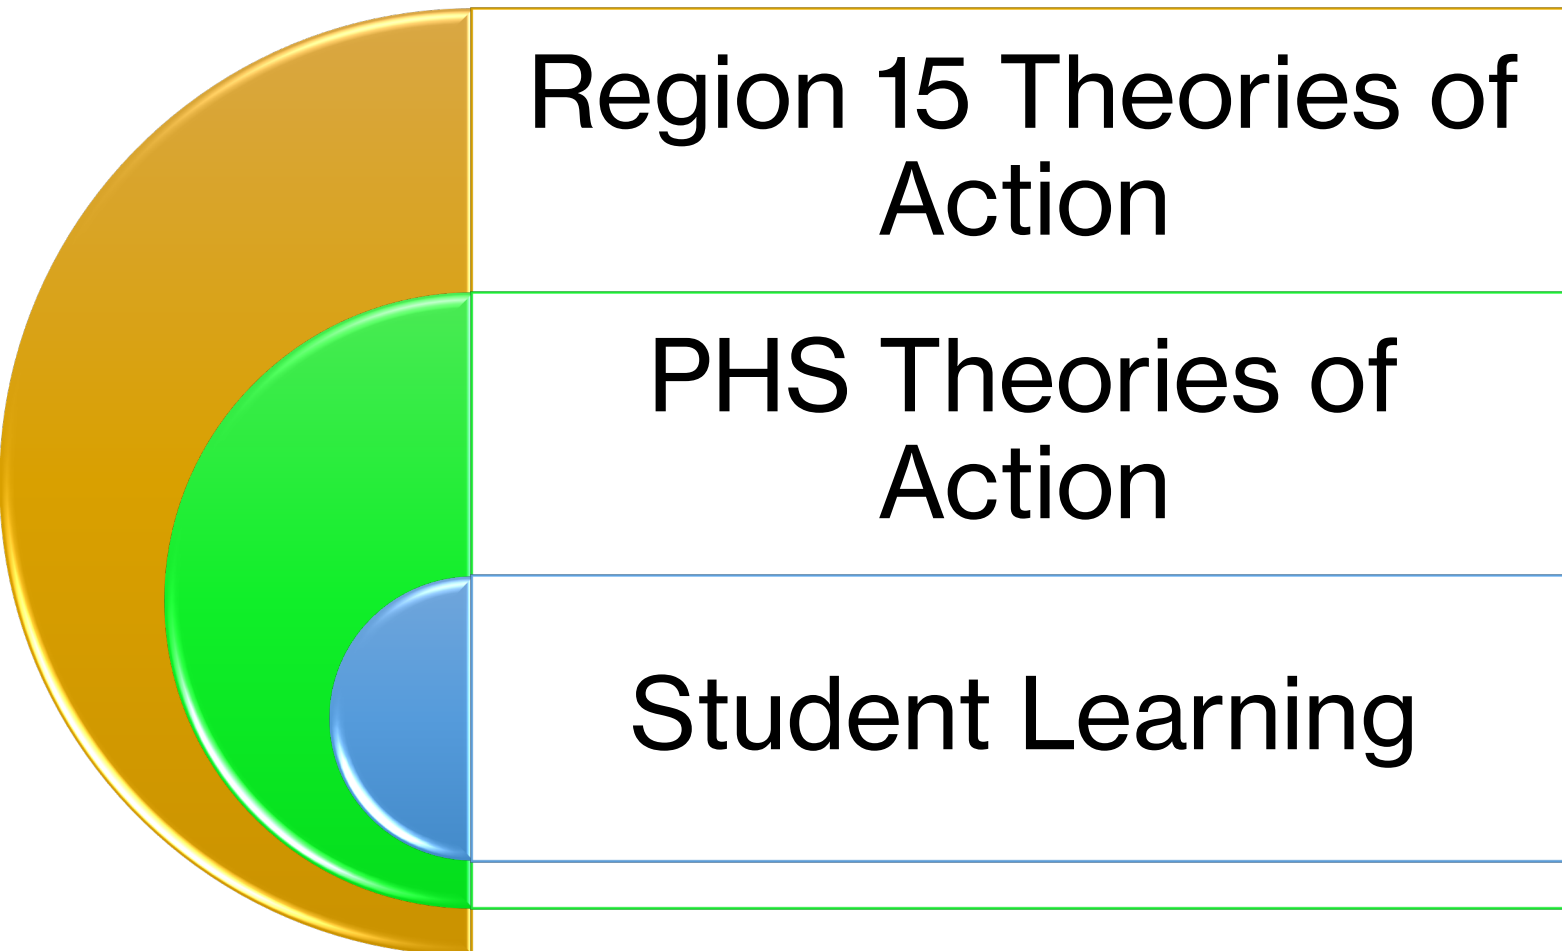 Region 15 Theories of
Action
PHS Theories of
Action
Student Learning